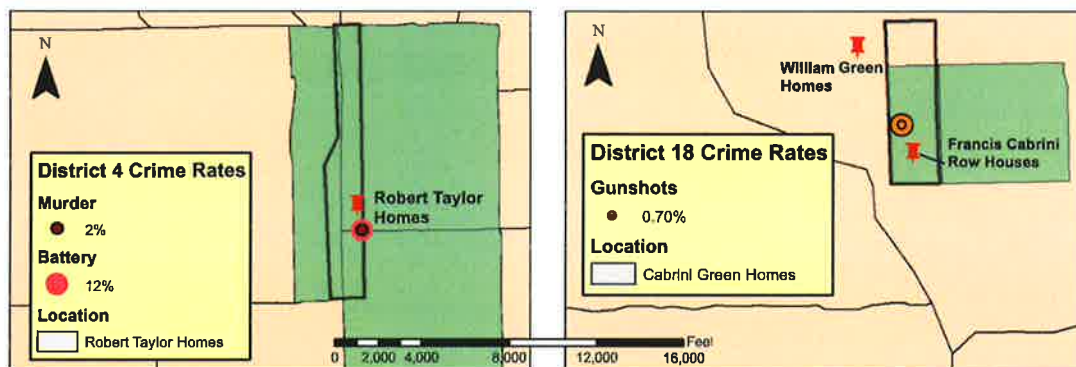 N
District 4 Crime Rates
Murder
2%
Battery
12%
Location
Robert Taylor Homes
Robert Taylor
Homes
N
William Green
Homes
Francis Cabrini
Row Houses
District 18 Crime Rates
Gunshots
0.70%
Location
Cabrini Green Homes
Feet
0 2,000 4,000 8,000 12,000 16,000